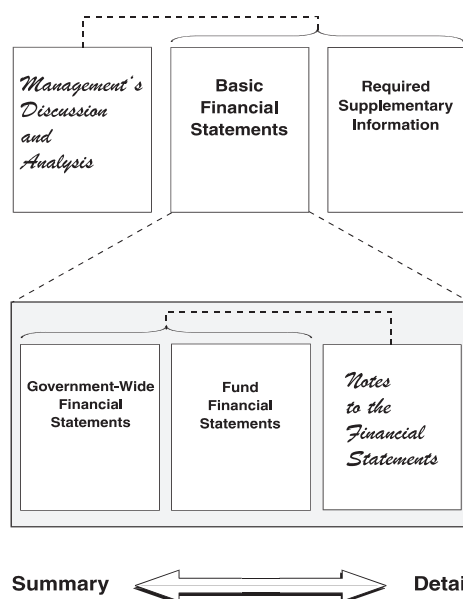 Management's
Discussion
and
Analysis
Basic
Financial
Statements
Required
Supplementary
Information
Government-Wide
Financial
Statements
Fund
Financial
Statements
Notes
to the
Financial
Statements
Summary
Detai